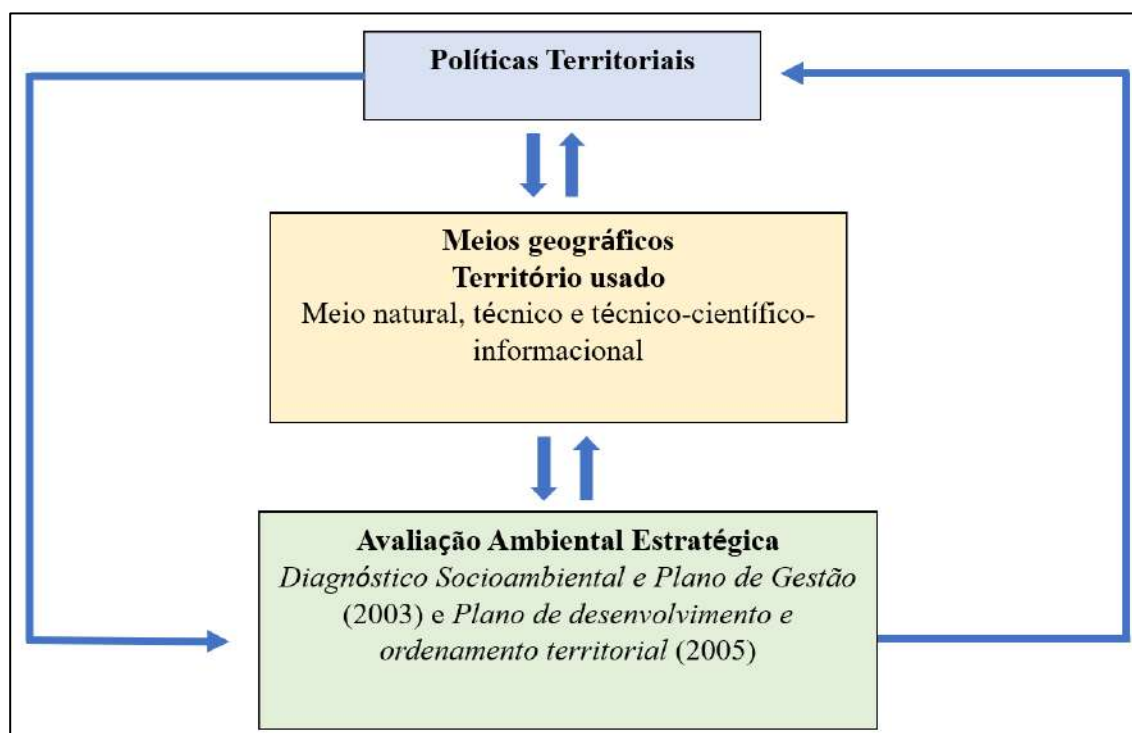 Políticas Territoriais
Meios geográficos
Território usado
Meio natural, técnico e técnico-científico-
informacional
Avaliação Ambiental Estratégica
Diagnóstico Socioambiental e Plano de Gestão
(2003) e Plano de desenvolvimento e
ordenamento territorial (2005)